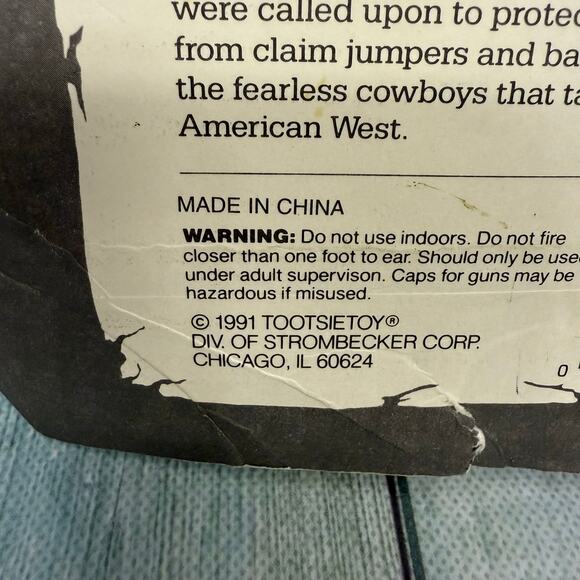 were called upon to protec
from claim jumpers and ba
the fearless cowboys that ta
American West.
MADE IN CHINA
WARNING: Do not use indoors. Do not fire
closer than one foot to ear. Should only be used
under adult supervison. Caps for guns may be
hazardous if misused.
© 1991 TOOTSIETOY®
DIV. OF STROMBECKER CORP.
CHICAGO, IL 60624
0